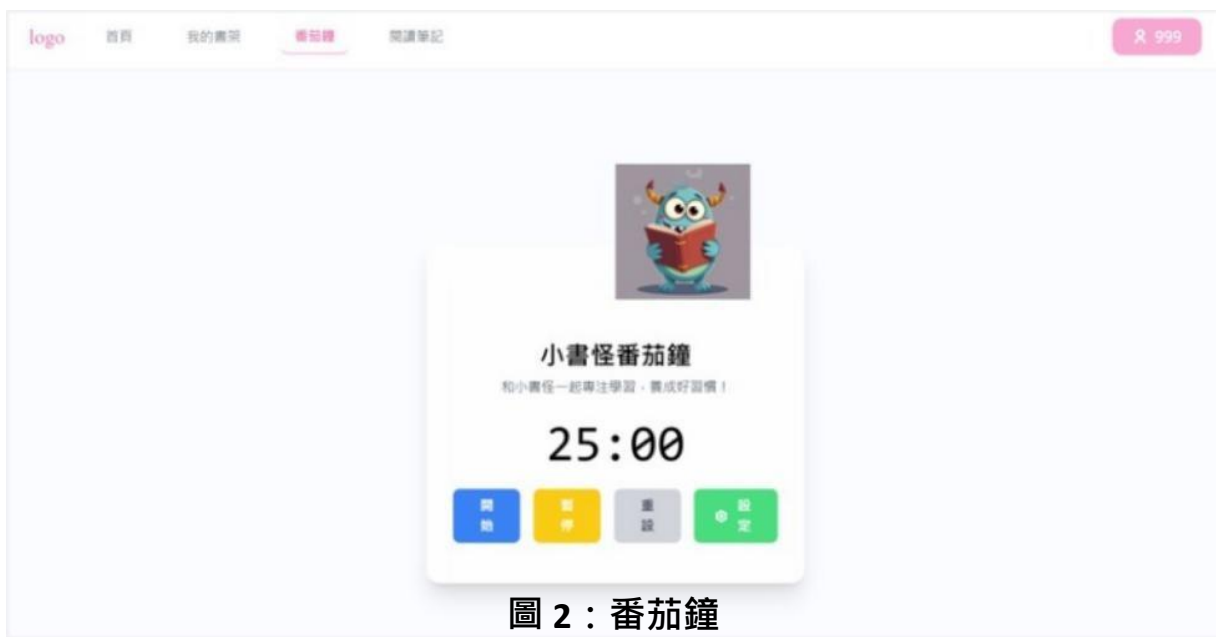 logo 首頁 我的書架 番茄鐘 閱讀筆記 999
小書怪番茄鐘
和小書怪一起專注學習，養成好習慣！
25:00
開始 暫停 重設 設定
圖 2：番茄鐘